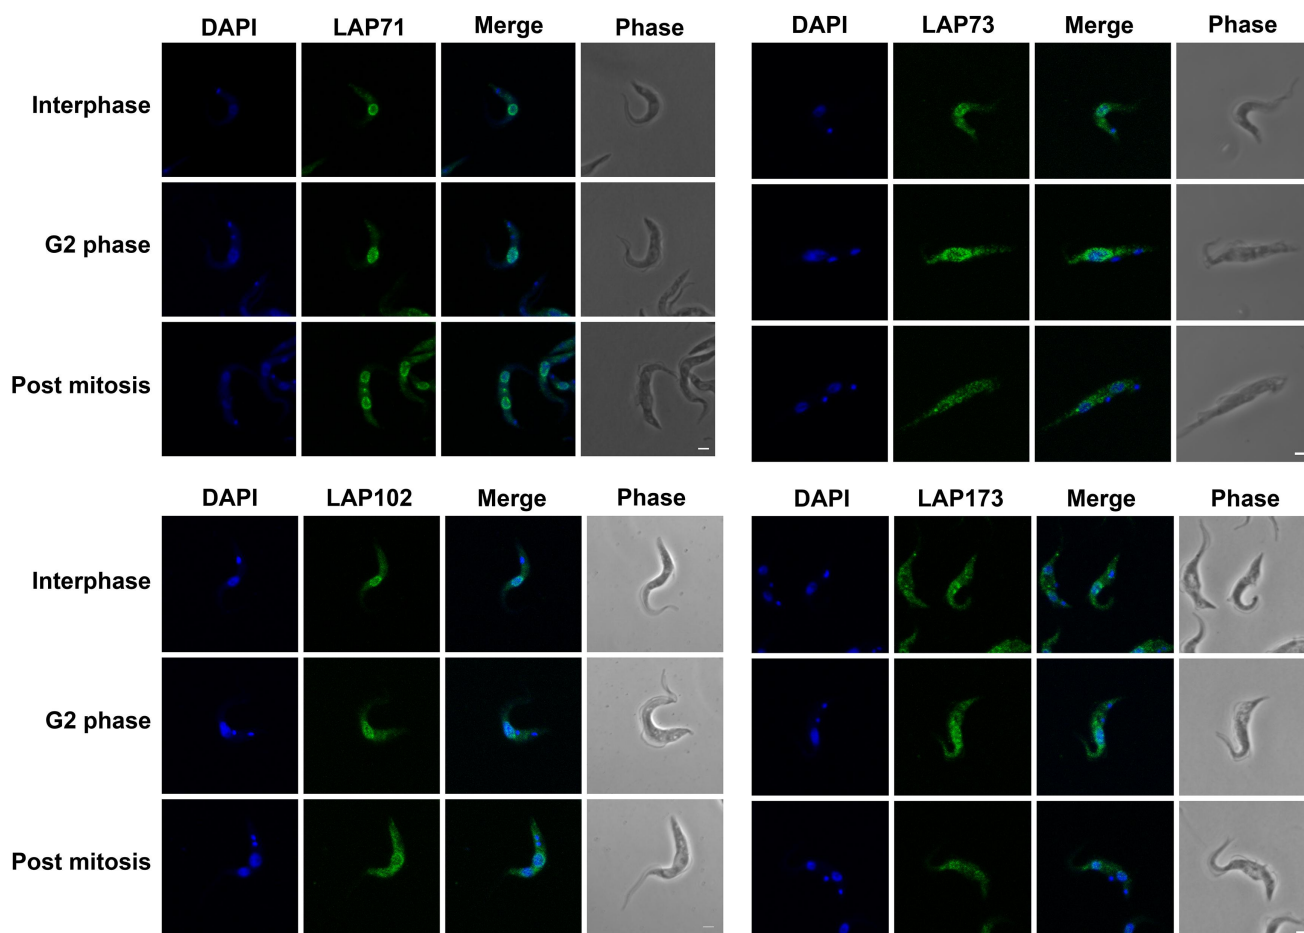 DAPI LAP71 Merge Phase
Interphase
G2 phase
Post mitosis
DAPI LAP73 Merge Phase
DAPI LAP102 Merge Phase
Interphase
G2 phase
Post mitosis
DAPI LAP173 Merge Phase